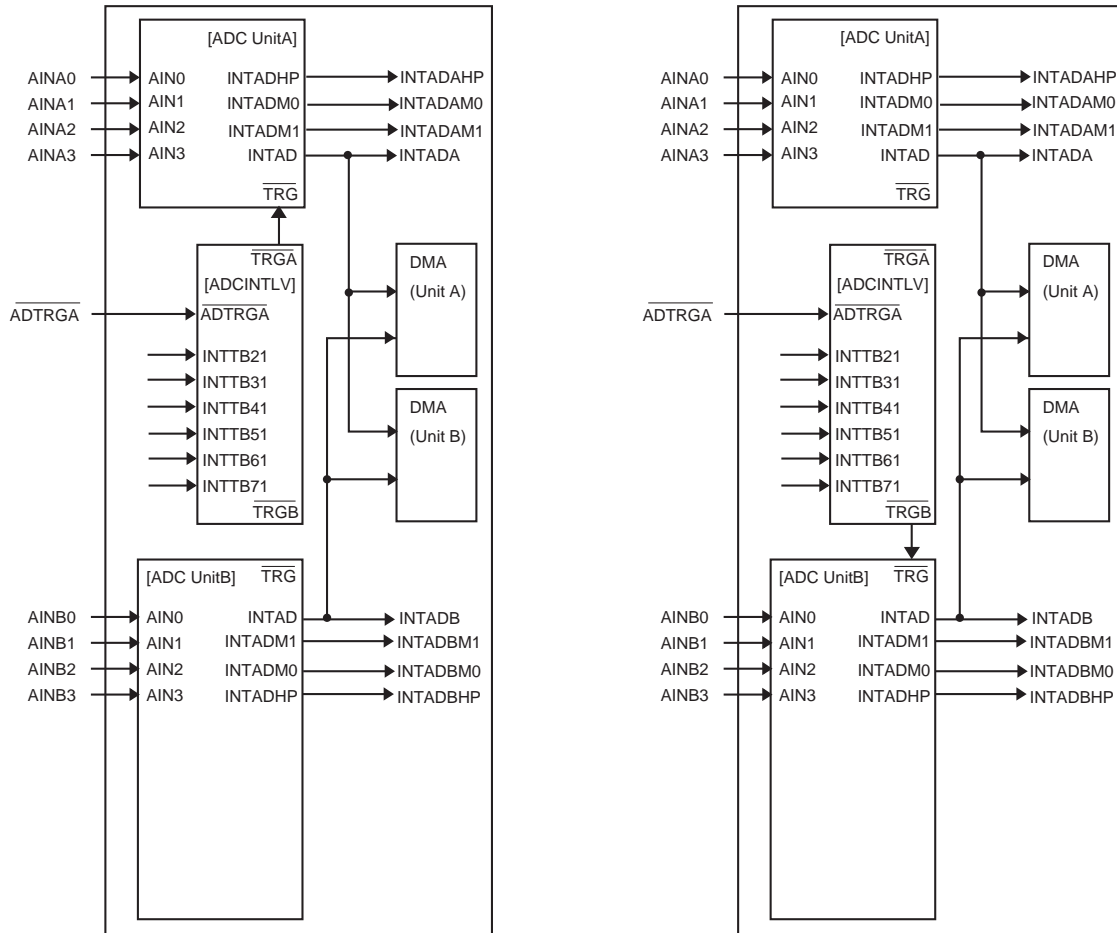 [ADC UnitA]
AINA0 AIN0 INTADHP INTADAHP
AINA1 AIN1 INTADM0 INTADAM0
AINA2 AIN2 INTADM1 INTADAM1
AINA3 AIN3 INTAD INTADA
TRG
TRGA
[ADCINTLV]
ADTRGA ADTRGA
INTTB21
INTTB31
INTTB41
INTTB51
INTTB61
INTTB71
TRGB
DMA
(Unit A)
DMA
(Unit B)
[ADC UnitB] TRG
AINB0 AIN0 INTAD INTADB
AINB1 AIN1 INTADM1 INTADBM1
AINB2 AIN2 INTADM0 INTADBM0
AINB3 AIN3 INTADHP INTADBHP
[ADC UnitA]
AINA0 AIN0 INTADHP INTADAHP
AINA1 AIN1 INTADM0 INTADAM0
AINA2 AIN2 INTADM1 INTADAM1
AINA3 AIN3 INTAD INTADA
TRG
TRGA
[ADCINTLV]
ADTRGA ADTRGA
INTTB21
INTTB31
INTTB41
INTTB51
INTTB61
INTTB71
TRGB
DMA
(Unit A)
DMA
(Unit B)
[ADC UnitB] TRG
AINB0 AIN0 INTAD INTADB
AINB1 AIN1 INTADM1 INTADBM1
AINB2 AIN2 INTADM0 INTADBM0
AINB3 AIN3 INTADHP INTADBHP